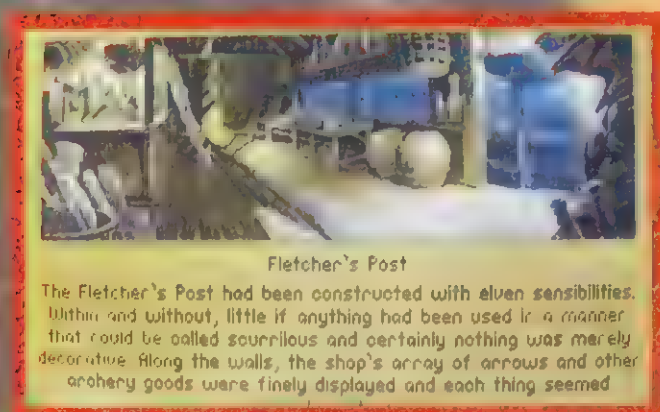 Fletcher's Post
The Fletcher's Post had been constructed with elven sensibilities.
Within and without, little if anything had been used in a manner
that could be called scurrilous and certainly nothing was merely
decorative. Along the walls, the shop's array of arrows and other
archery goods were finely displayed and each thing seemed